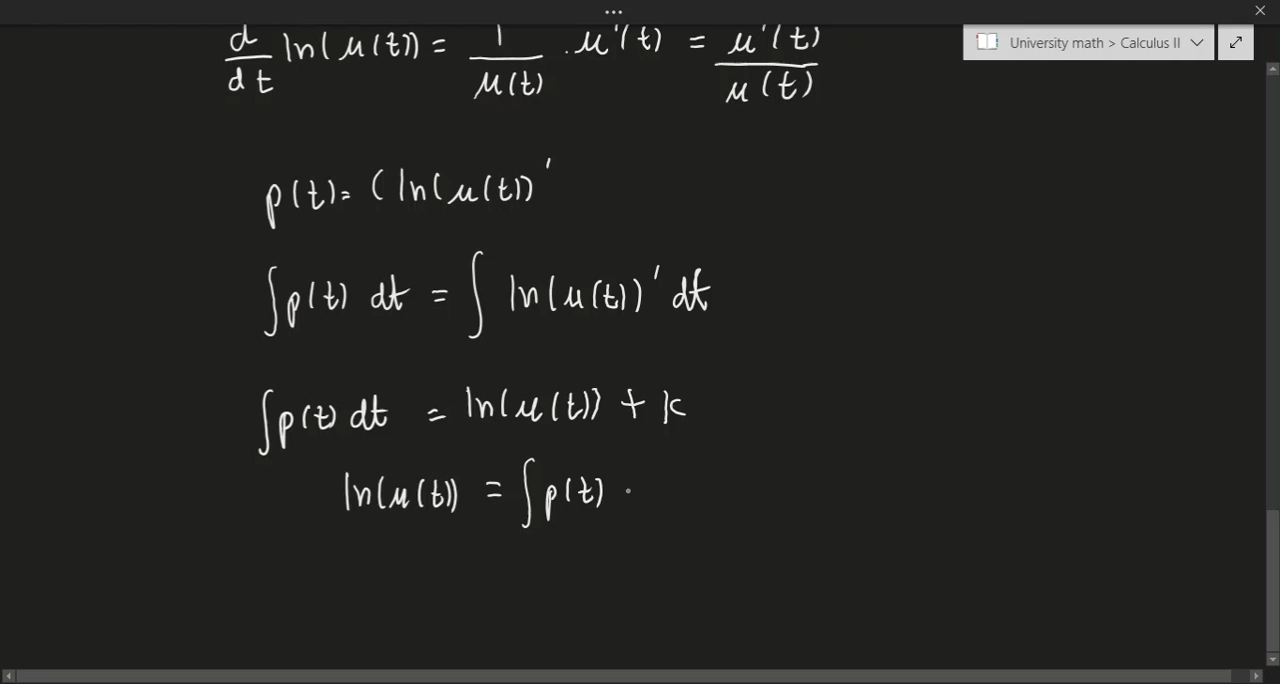 ...
University math > Calculus II
d/dt ln(μ(t)) = 1/μ(t) . μ'(t) = μ'(t)/μ(t)
p(t) = (ln(μ(t))'
∫p(t) dt = ∫ ln(μ(t))' dt
∫p(t) dt = ln(μ(t)) + k
ln(μ(t)) = ∫p(t)